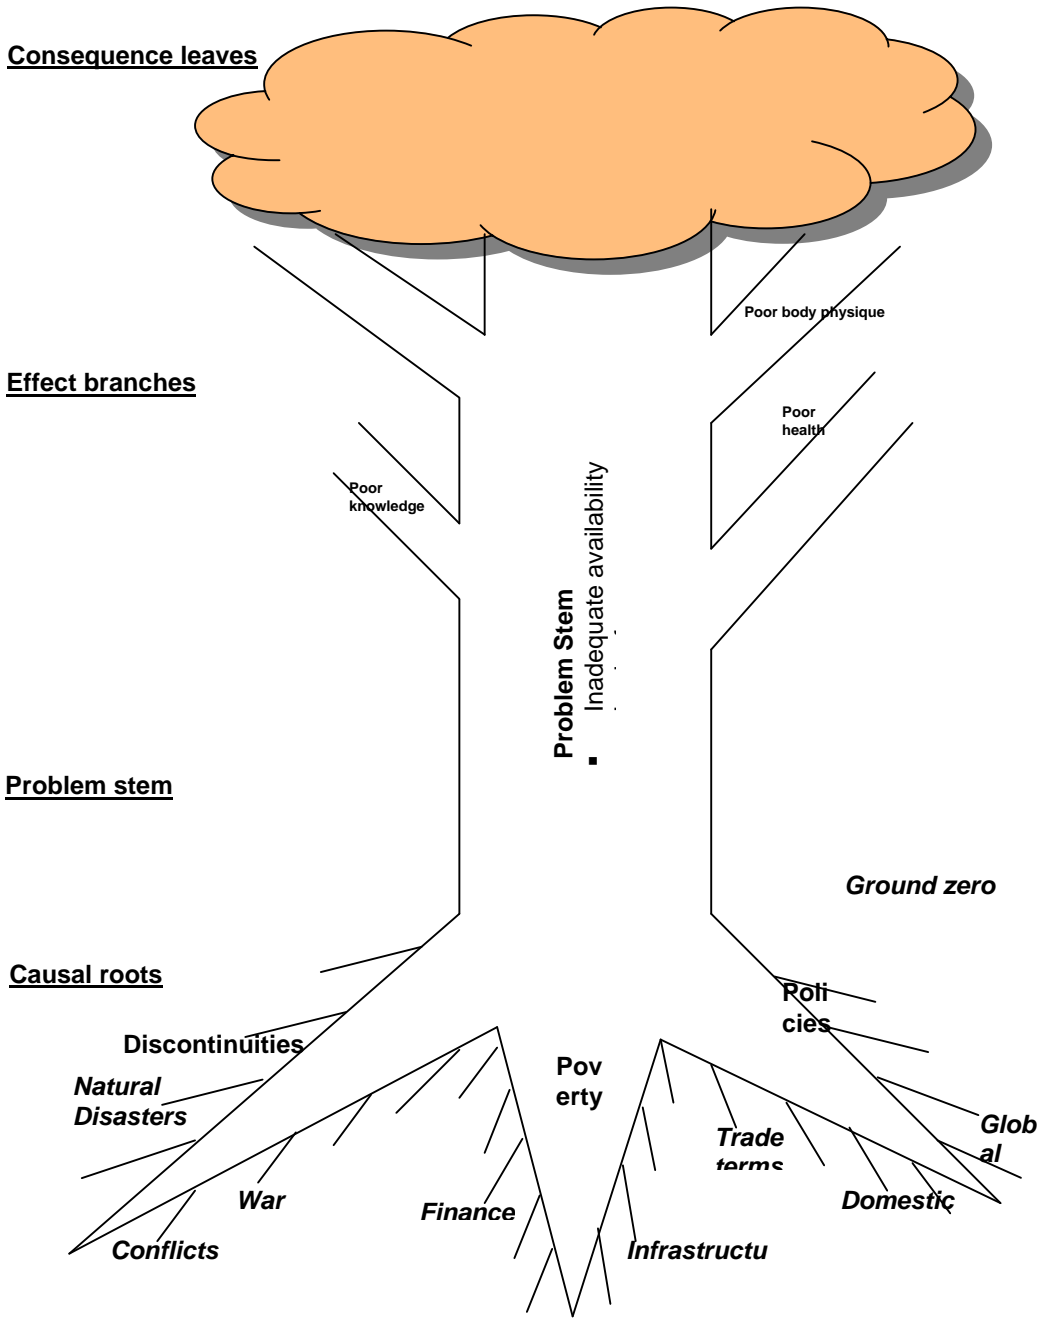 Consequence leaves
Poor body physique
Effect branches
Poor
health
Poor
knowledge
Problem Stem
▪ Inadequate availability
Problem stem
Ground zero
Causal roots
Poli
cies
Discontinuities
Pov
erty
Natural
Disasters
Glob
al
Trade
terms
War
Finance
Domestic
Conflicts
Infrastructu